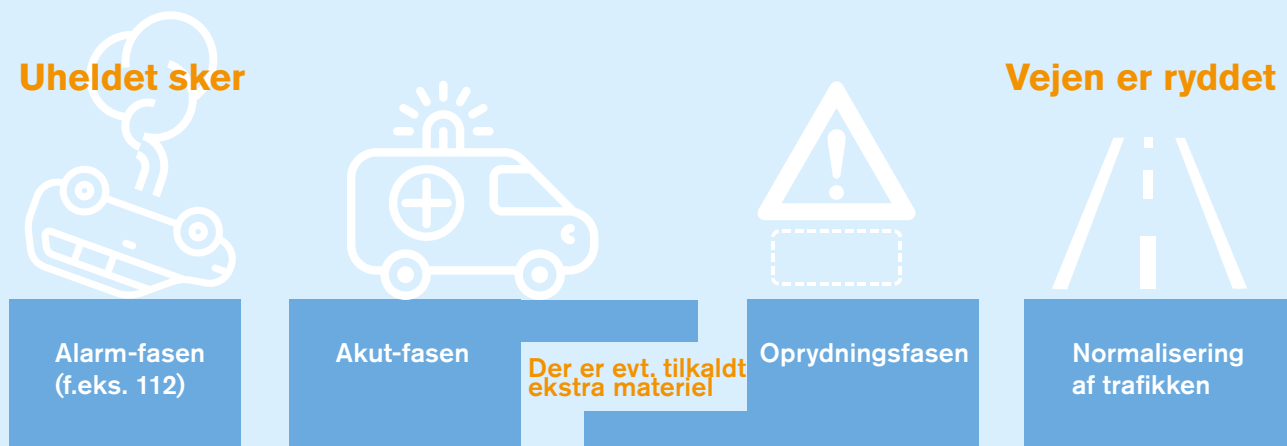 Uheldet sker
Vejen er ryddet
Alarm-fasen
(f.eks. 112)
Akut-fasen
Der er evt. tilkaldt
ekstra materiel
Oprydningsfasen
Normalisering
af trafikken